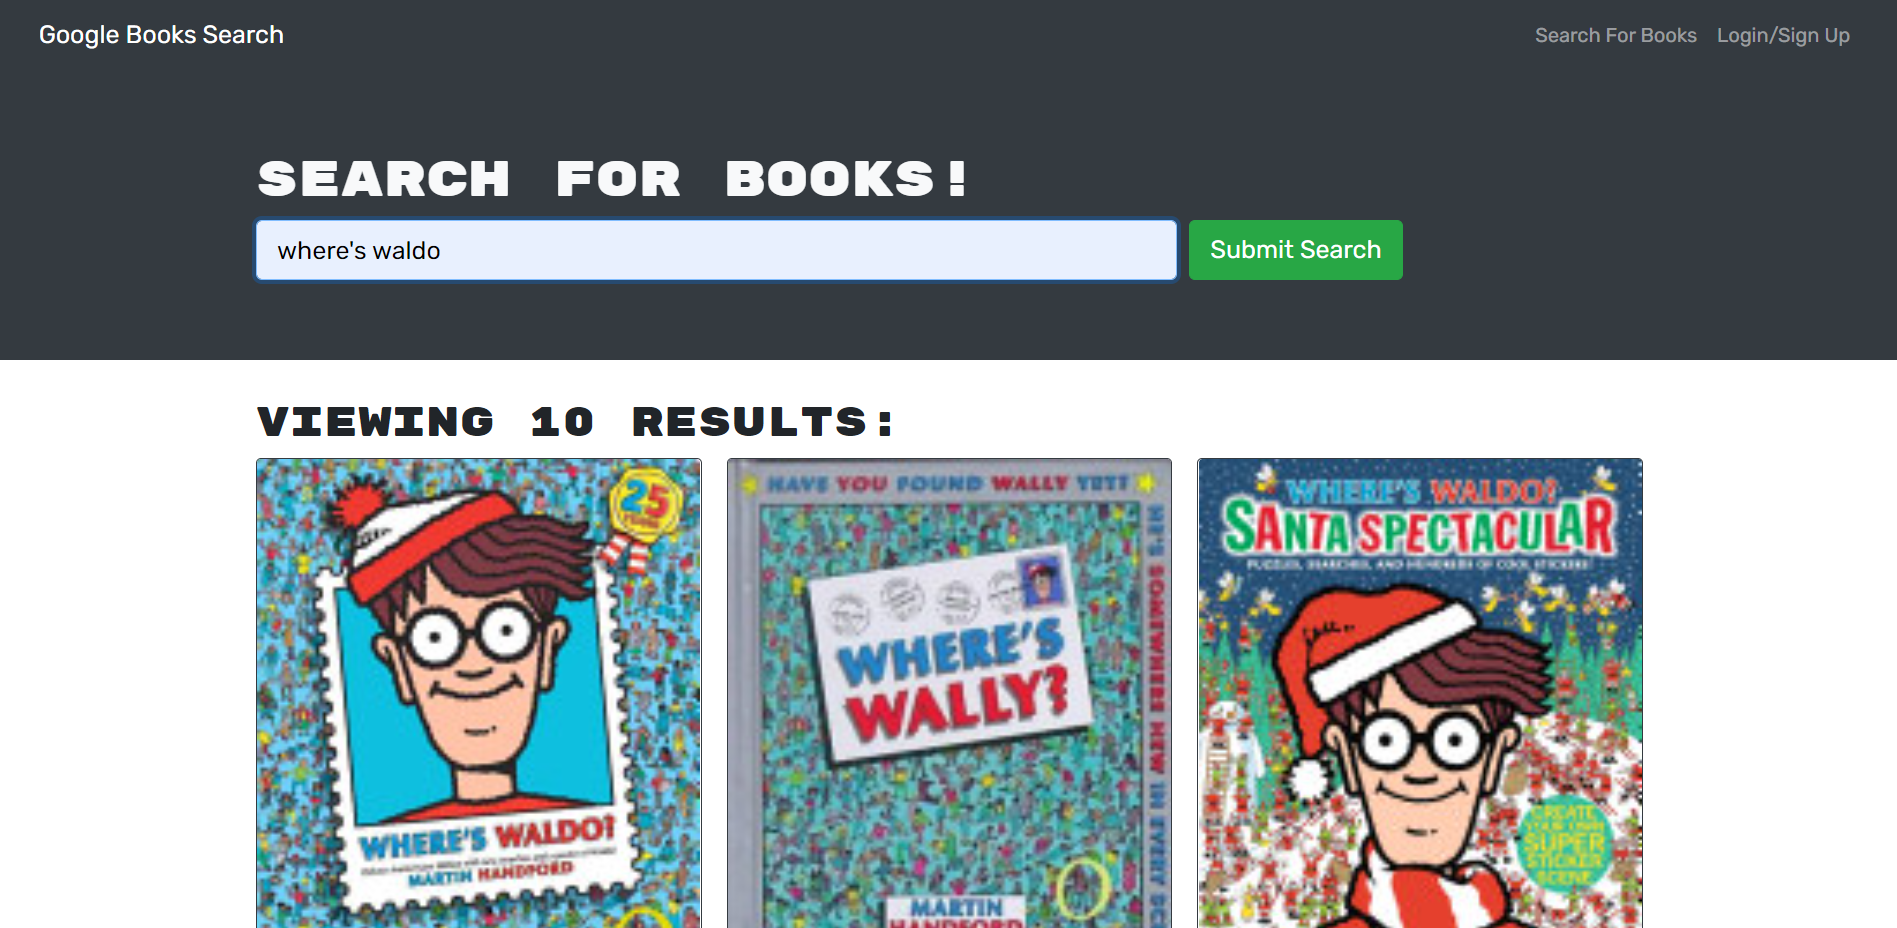 Google Books Search
Search For Books
Login/Sign Up
SEARCH FOR BOOKS!
where's waldo
Submit Search
VIEWING 10 RESULTS:
25
WHERE'S WALDO?
MARTIN HANDFORD
HAVE YOU FOUND WALLY YET?
HE'S SOMEWHERE NEW IN EVERY SC
WHERE'S
WALLY?
MARTIN
HANDFORD
WHERE'S WALDO?
SANTA SPECTACULAR
PUZZLES, SEARCHES, AND HUNDREDS OF COOL STICKERS!
CREATE
YOUR OWN
SUPER
STICKER
SCENE